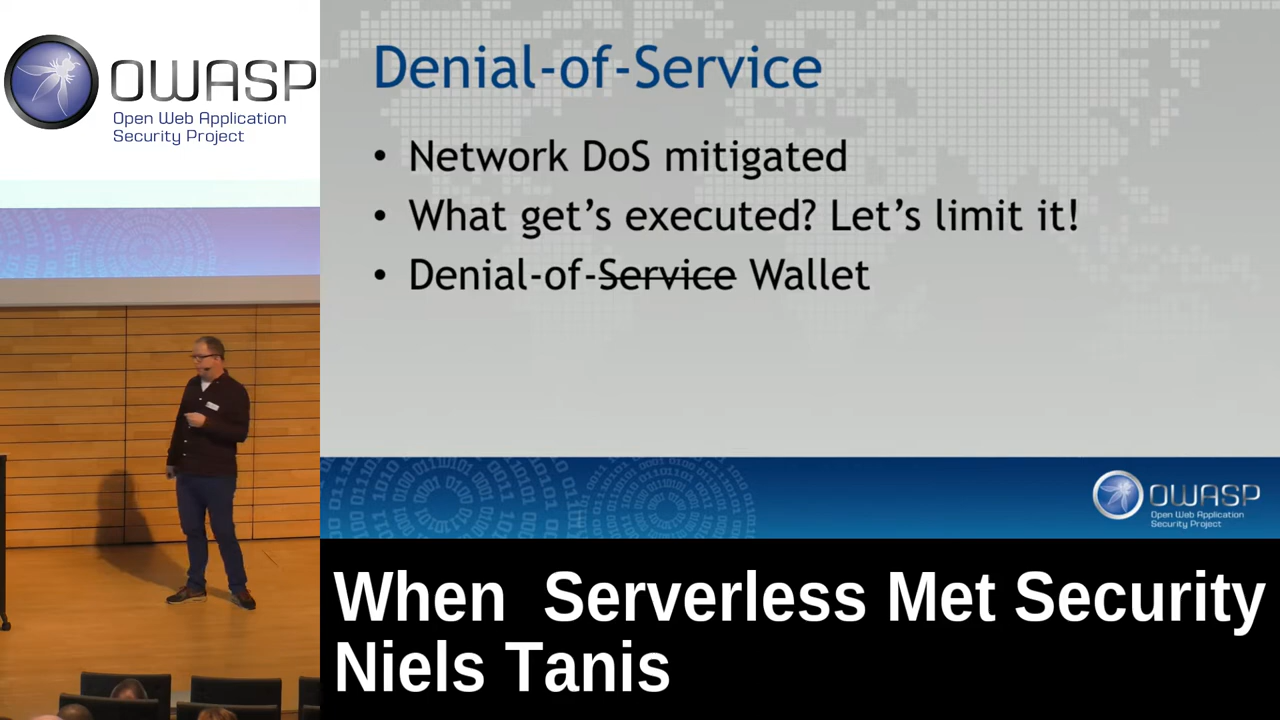 OWASP
Open Web Application
Security Project
Denial-of-Service
• Network DoS mitigated
• What get’s executed? Let’s limit it!
• Denial-of-Service Wallet
OWASP
Open Web Application
Security Project
When Serverless Met Security
Niels Tanis